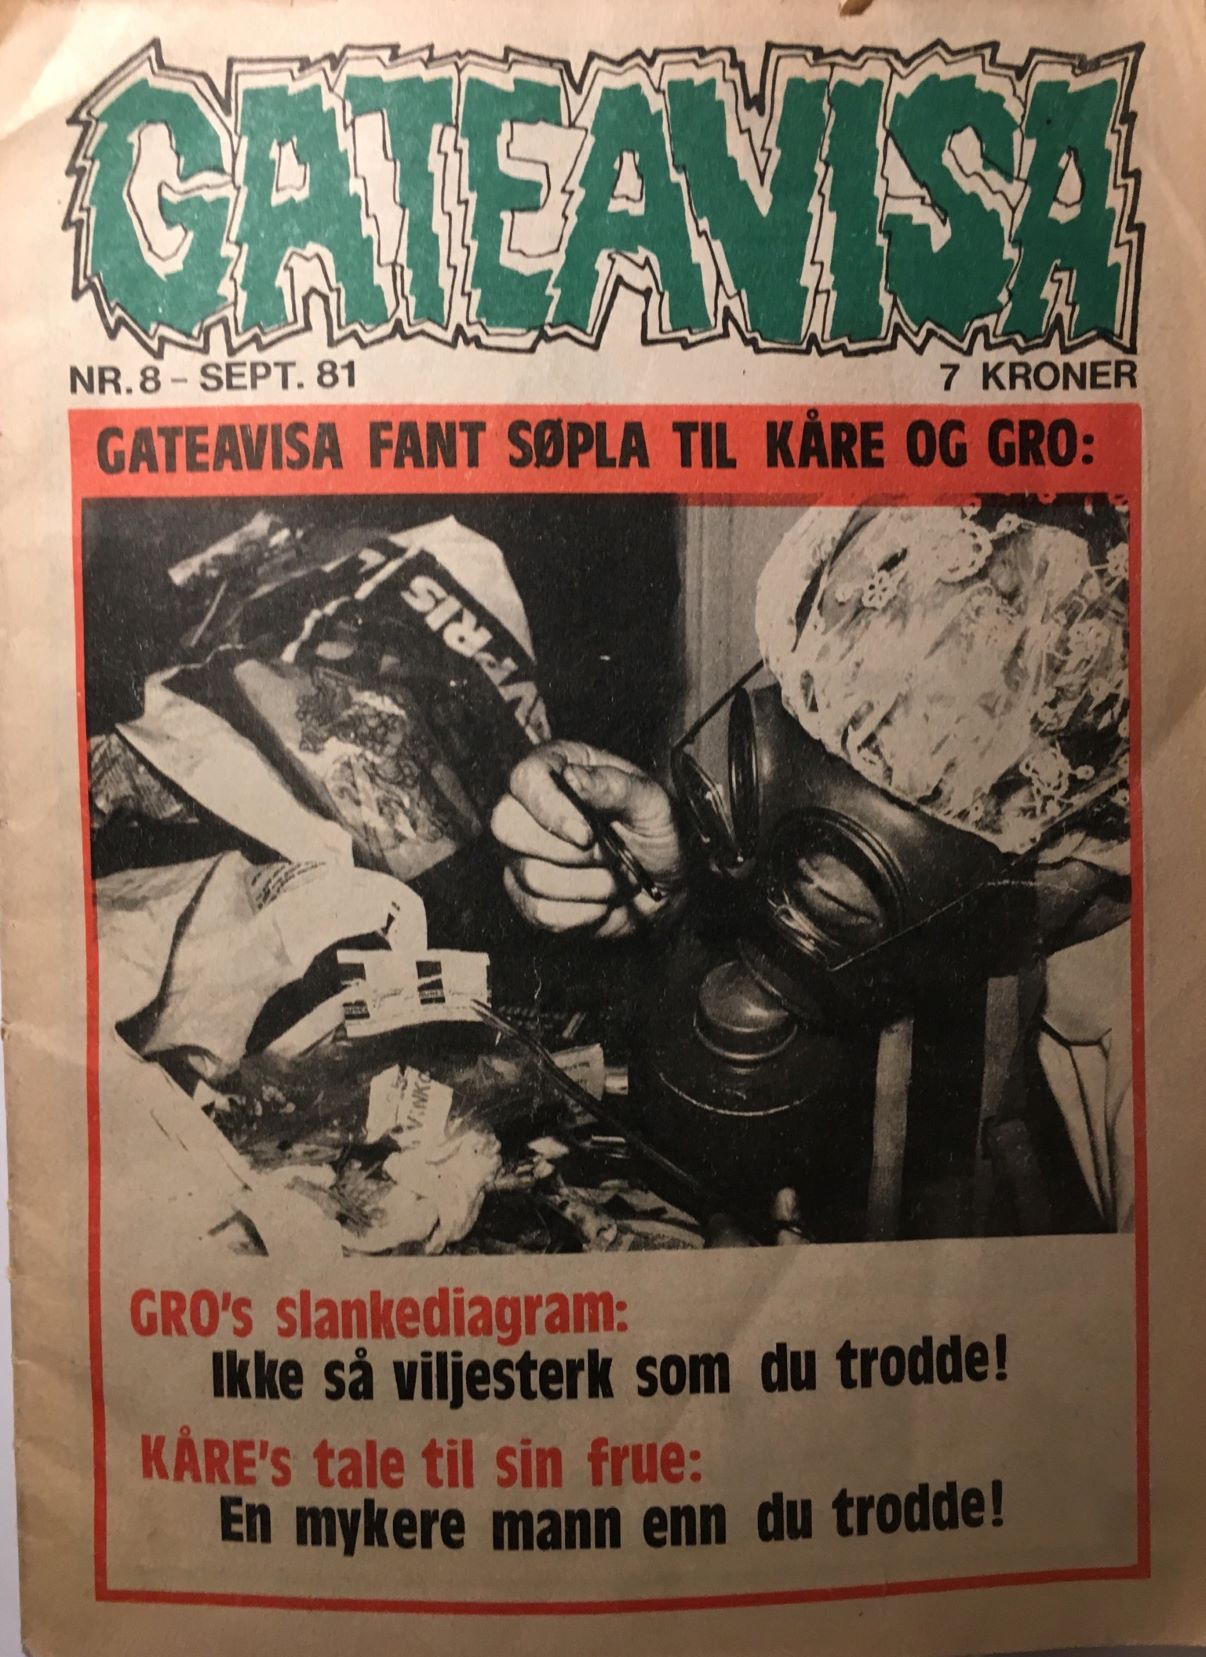 GATEAVISA
NR. 8 - SEPT. 81
7 KRONER
GATEAVISA FANT SØPLA TIL KÅRE OG GRO:
PRIS
GRO's slankediagram:
Ikke så viljesterk som du trodde!
KÅRE's tale til sin frue:
En mykere mann enn du trodde!